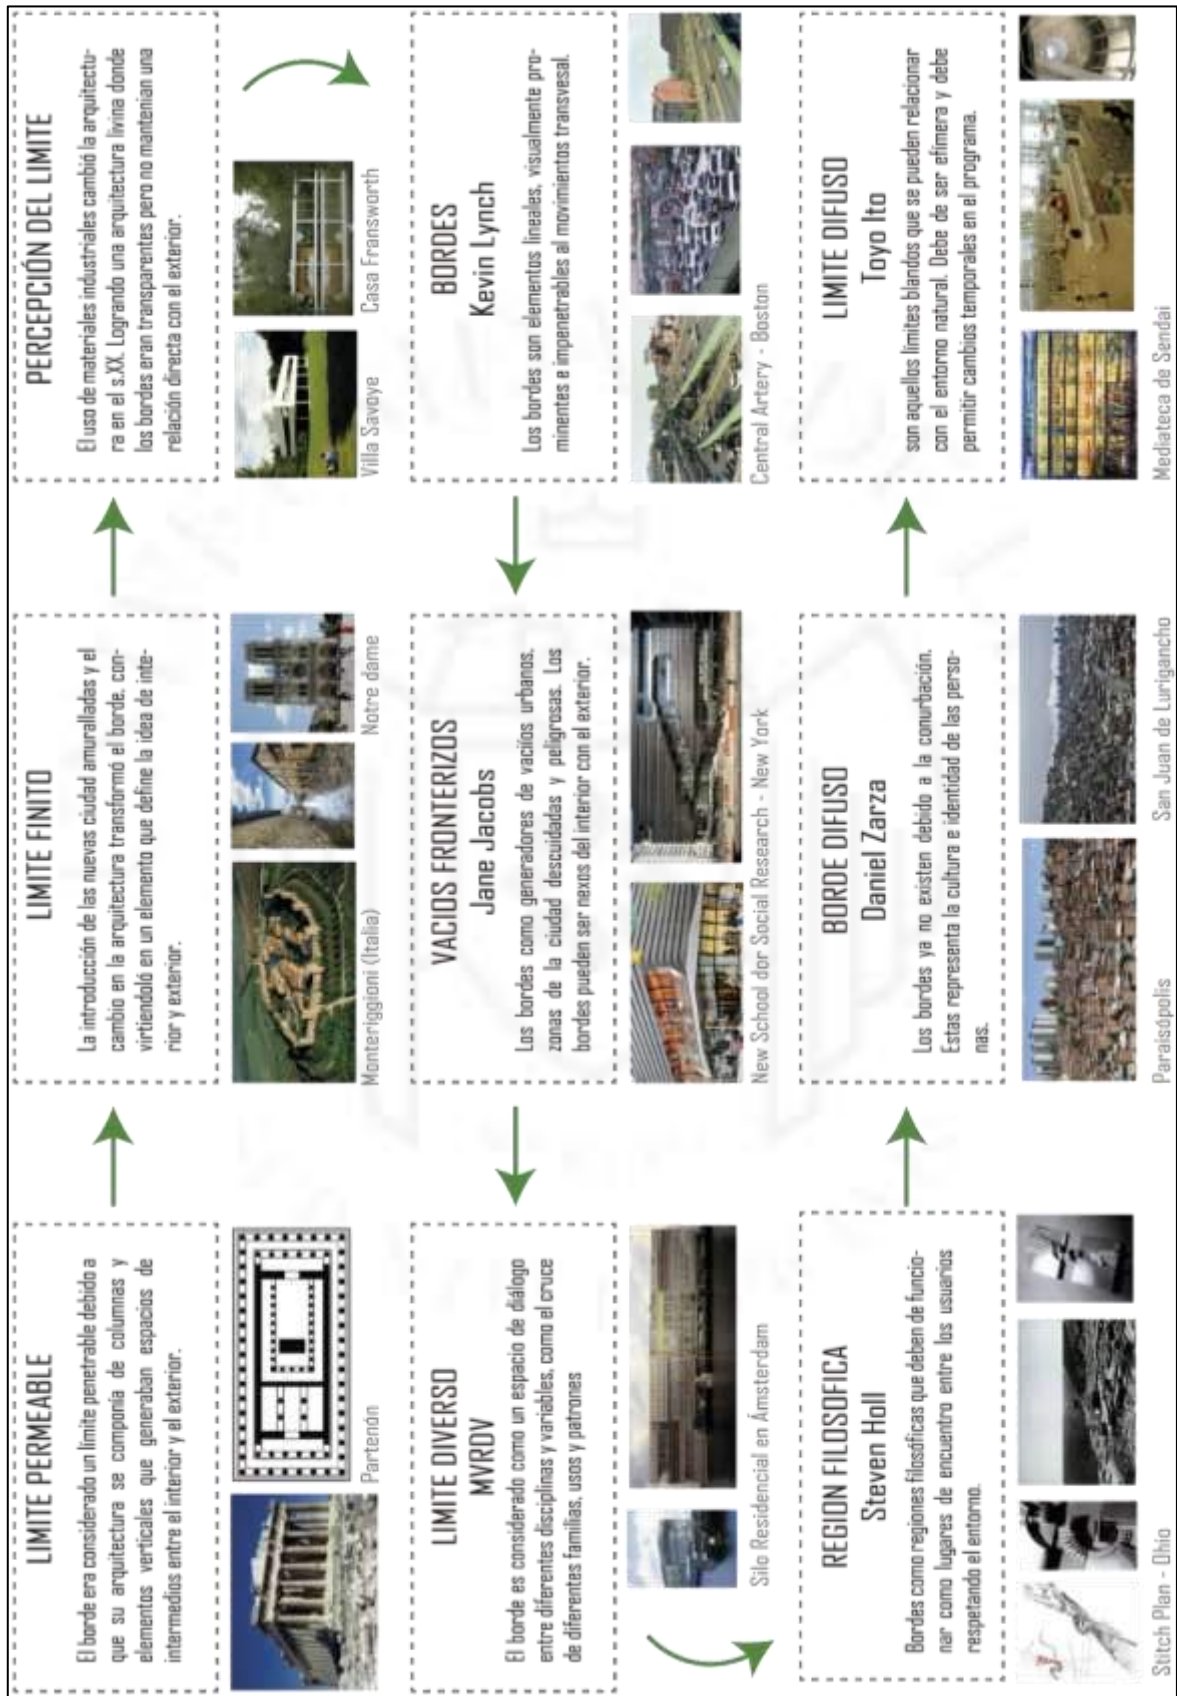 LIMITE PERMEABLE
El borde era considerado un límite penetrable debido a
que su arquitectura se componía de columnas y
elementos verticales que generaban espacios de
intermedios entre el interior y el exterior.
Partenón
LIMITE FINITO
La introducción de las nuevas ciudad amuralladas y el
cambio en la arquitectura transformó el borde, con-
virtiendoló en un elemento que define la idea de inte-
rior y exterior.
Monteriggioni (Italia)
Notre dame
PERCEPCIÓN DEL LIMITE
El uso de materiales industriales cambió la arquitectu-
ra en el s.XX. Logrando una arquitectura livina donde
los bordes eran transparentes pero no mantenian una
relación directa con el exterior.
Villa Savoye
Casa Fransworth
BORDES
Kevin Lynch
Los bordes son elementos lineales, visualmente pro-
minentes e impenetrables al movimientos transvesal.
Central Artery - Boston
VACIOS FRONTERIZOS
Jane Jacobs
Los bordes como generadores de vaciíos urbanos,
zonas de la ciudad descuidadas y peligrosas. Los
bordes pueden ser nexos del interior con el exterior.
New School dor Social Research - New York
LIMITE DIVERSO
MVRDV
El borde es considerado como un espacio de diálogo
entre diferentes disciplinas y variables, como el cruce
de diferentes familias, usos y patrones
Silo Residencial en Ámsterdam
REGION FILOSOFICA
Steven Holl
Bordes como regiones filosóficas que deben de funcio-
nar como lugares de encuentro entre los usuarios
respetando el entorno.
Stitch Plan - Ohio
BORDE DIFUSO
Daniel Zarza
Los bordes ya no existen debido a la conurbación.
Estas representa la cultura e identidad de las perso-
nas.
Paraisópolis
San Juan de Lurigancho
LIMITE DIFUSO
Toyo Ito
son aquellos límites blandos que se pueden relacionar
con el entorno natural. Debe de ser efímera y debe
permitir cambios temporales en el programa.
Mediateca de Sendai